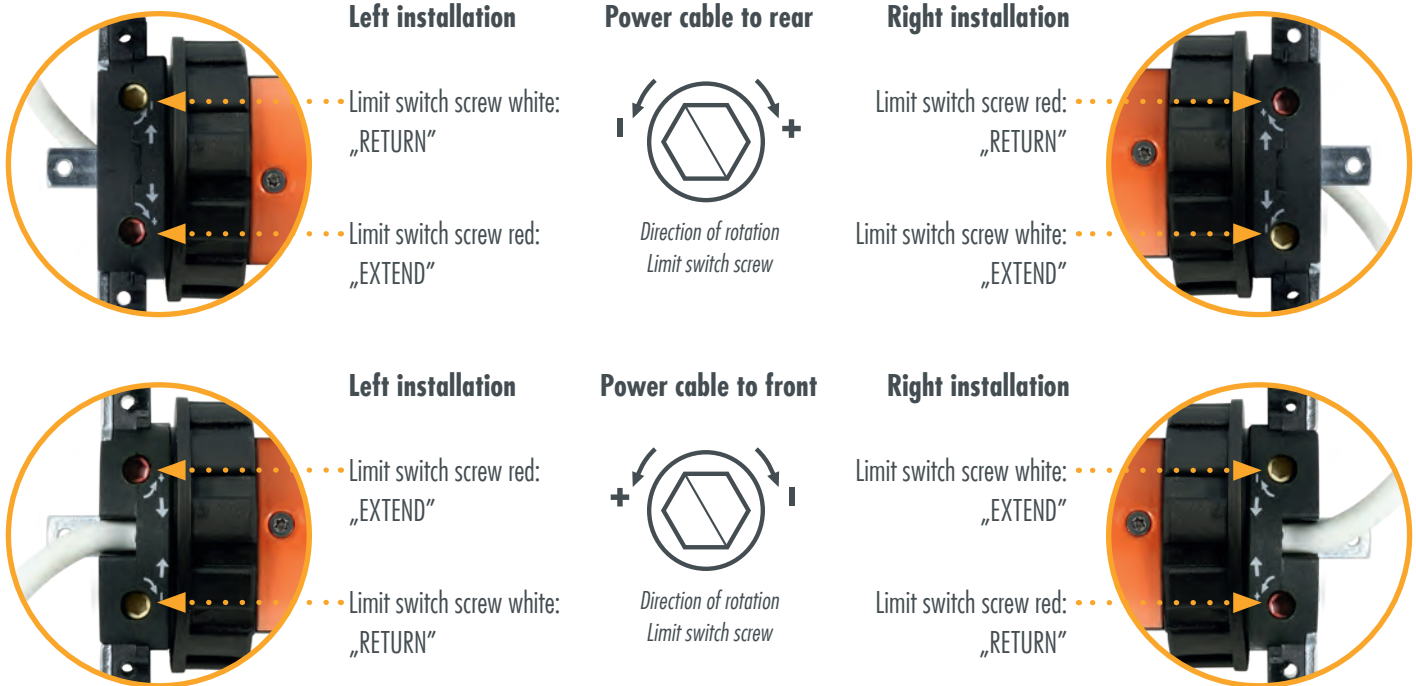 Left installation
Power cable to rear
Right installation
Limit switch screw white:
„RETURN”
Limit switch screw red:
„EXTEND”
-
+
Direction of rotation
Limit switch screw
Limit switch screw red:
„RETURN”
Limit switch screw white:
„EXTEND”
Left installation
Power cable to front
Right installation
Limit switch screw red:
„EXTEND”
Limit switch screw white:
„RETURN”
+
-
Direction of rotation
Limit switch screw
Limit switch screw white:
„EXTEND”
Limit switch screw red:
„RETURN”